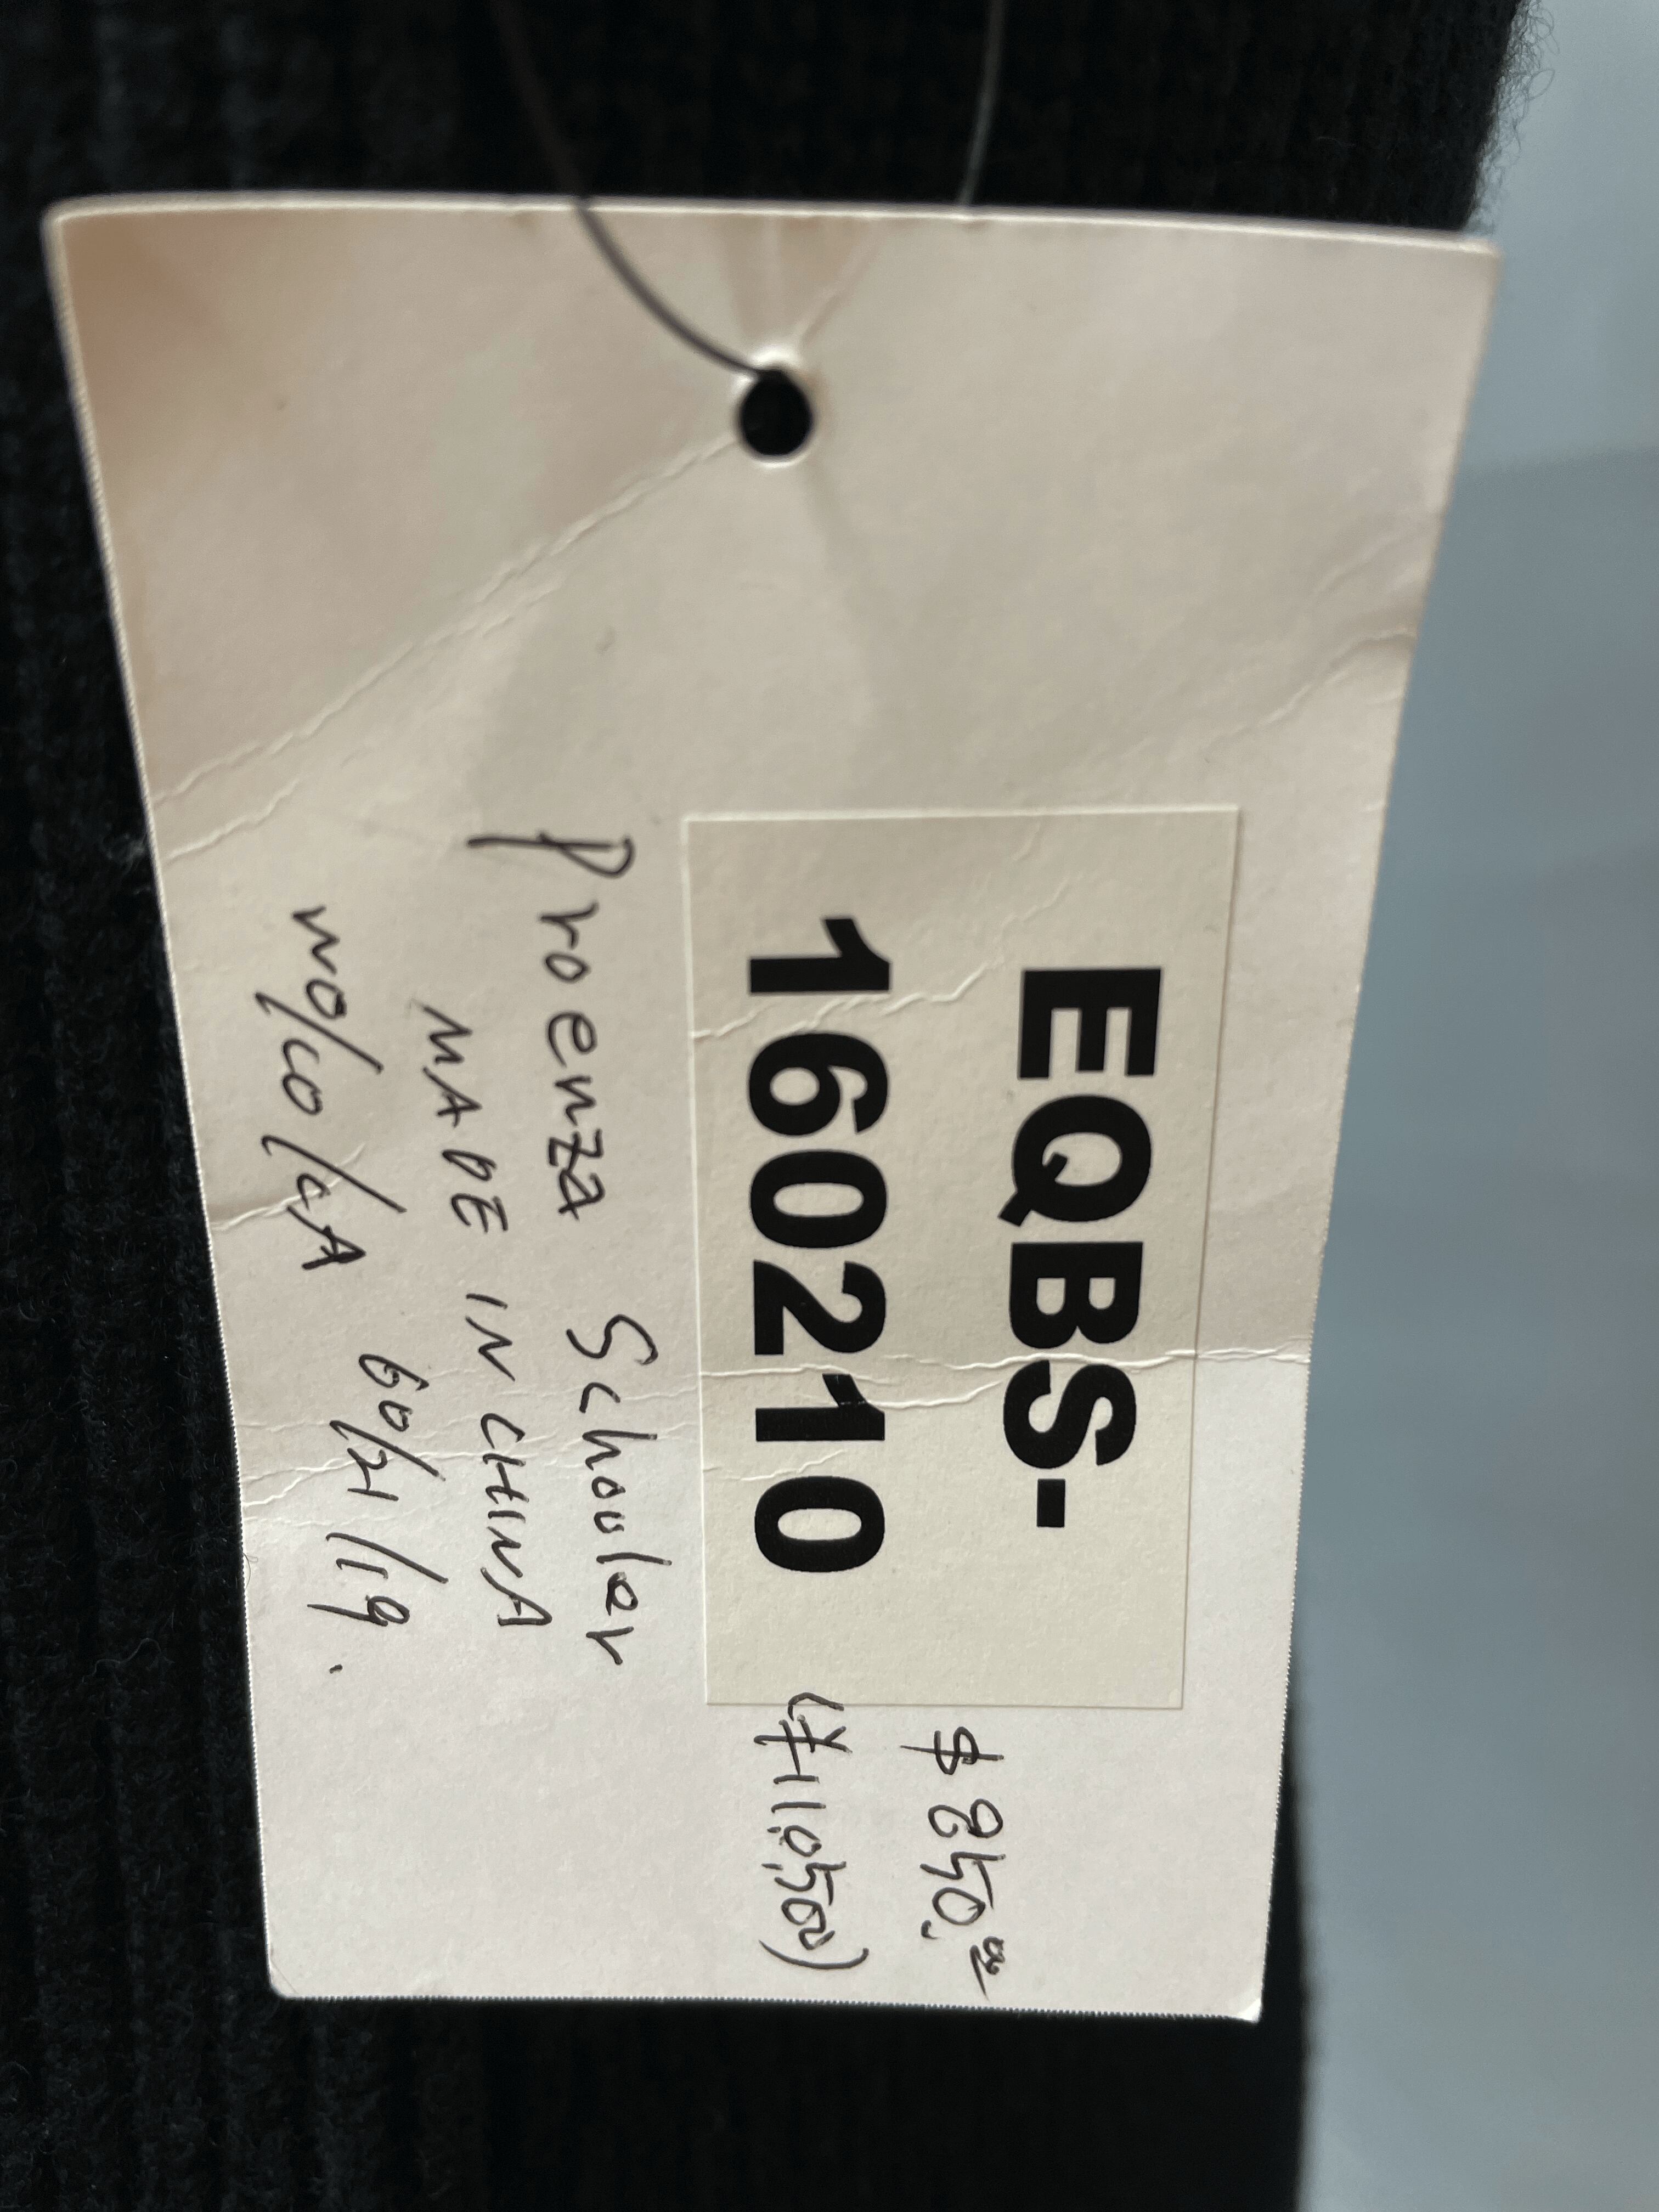 EQBS-
160210
$ 850.00
(¥110,500)
Proenza Schouler
MADE IN CHINA
WO/CO/CA 60/21/19.